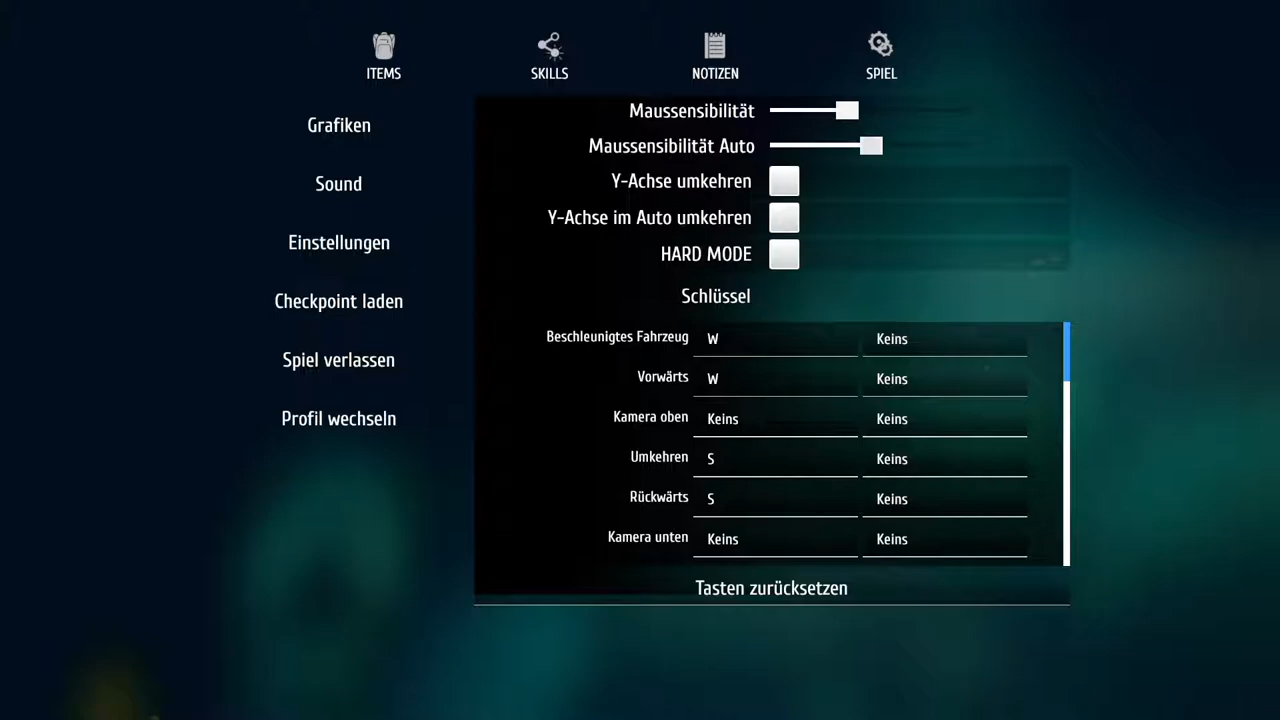 ITEMS
SKILLS
NOTIZEN
SPIEL
Grafiken
Sound
Einstellungen
Checkpoint laden
Spiel verlassen
Profil wechseln
Maussensibilität
Maussensibilität Auto
Y-Achse umkehren
Y-Achse im Auto umkehren
HARD MODE
Schlüssel
Beschleunigtes Fahrzeug W Keins
Vorwärts W Keins
Kamera oben Keins Keins
Umkehren S Keins
Rückwärts S Keins
Kamera unten Keins Keins
Tasten zurücksetzen